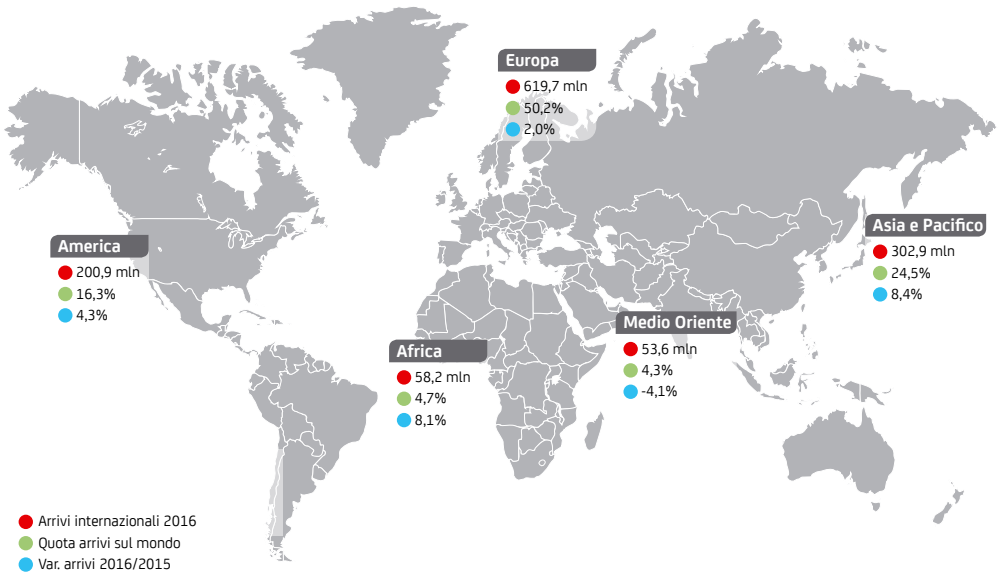 Europa
619,7 mln
50,2%
2,0%
America
200,9 mln
16,3%
4,3%
Asia e Pacifico
302,9 mln
24,5%
8,4%
Medio Oriente
53,6 mln
4,3%
-4,1%
Africa
58,2 mln
4,7%
8,1%
Arrivi internazionali 2016
Quota arrivi sul mondo
Var. arrivi 2016/2015